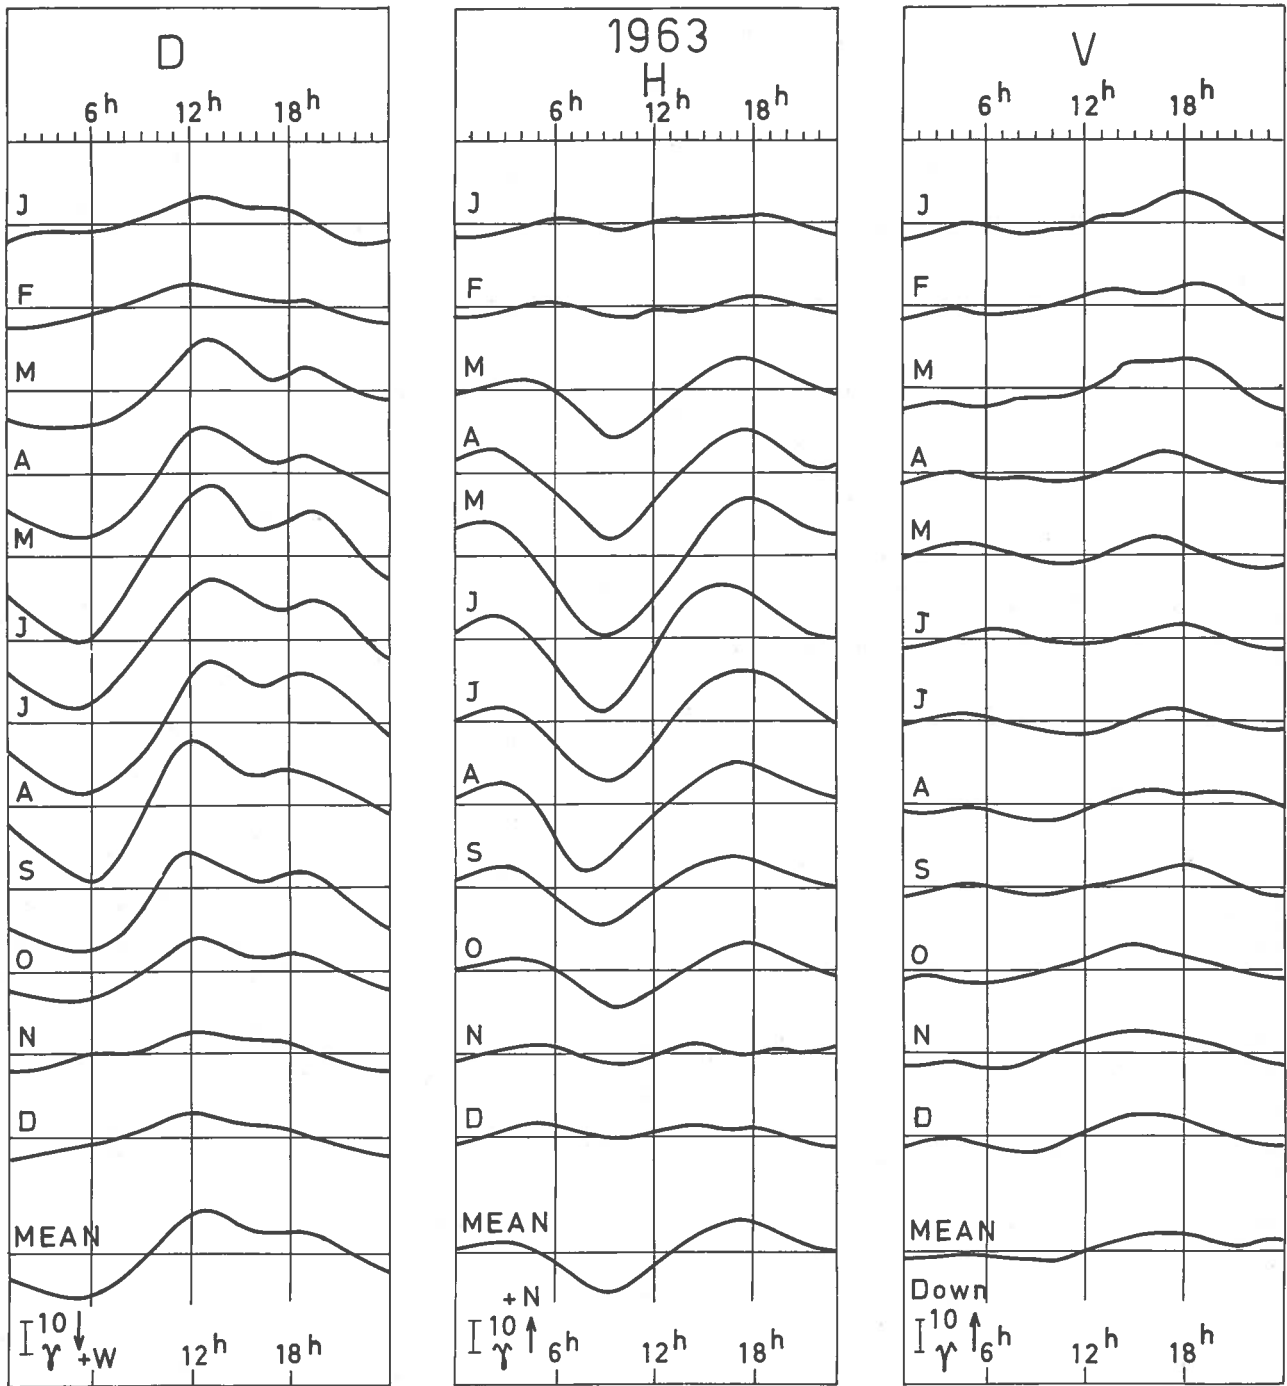 D
6h 12h 18h
J
F
M
A
M
J
J
A
S
O
N
D
MEAN
10 γ ↓ +W
12h 18h
1963
H
6h 12h 18h
J
F
M
A
M
J
J
A
S
O
N
D
MEAN
+N
10 γ ↑ 6h 12h 18h
V
6h 12h 18h
J
F
M
A
M
J
J
A
S
O
N
D
MEAN
Down
10 γ ↑ 6h 12h 18h